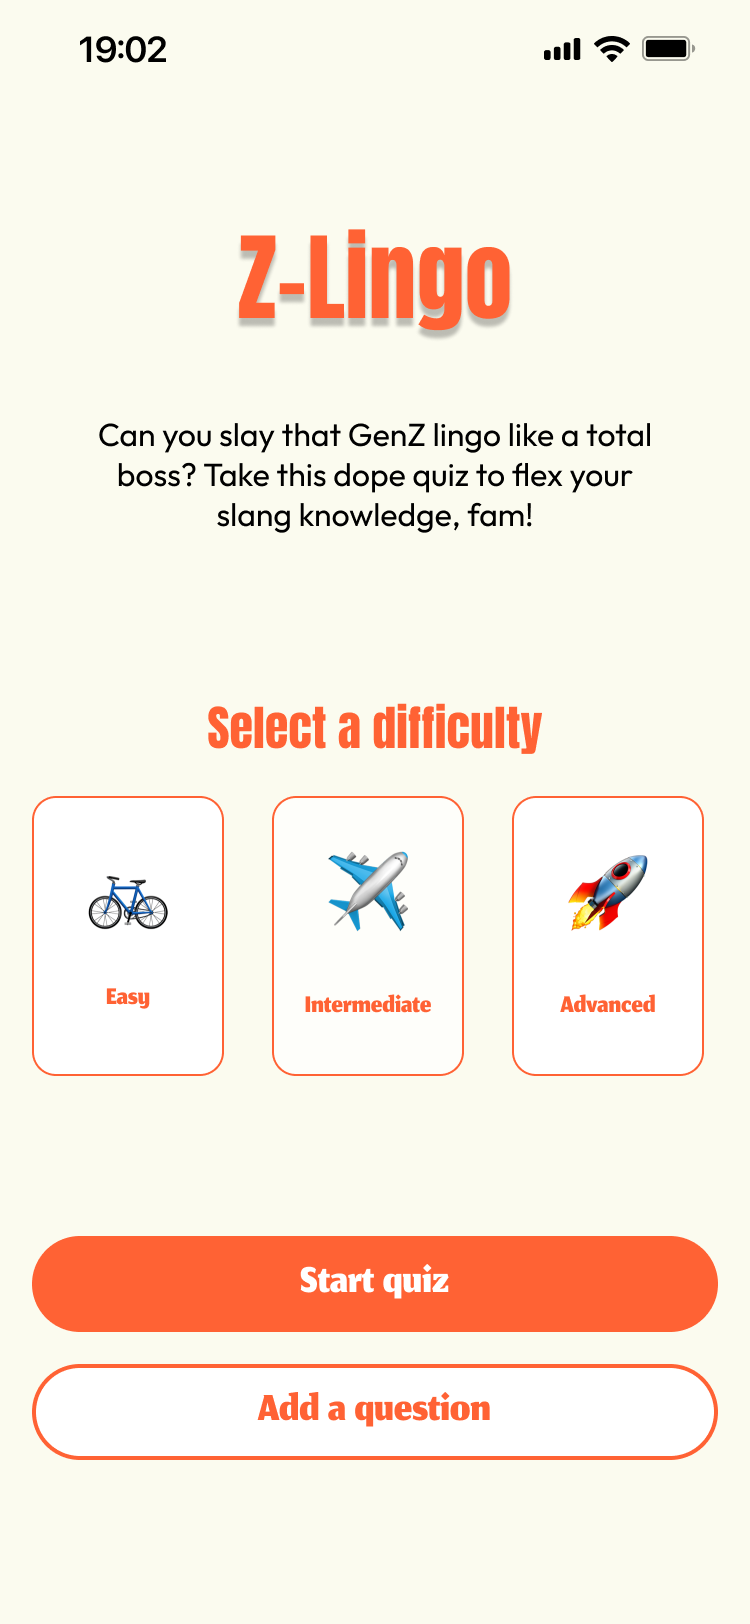 19:02
Z-Lingo
Can you slay that GenZ lingo like a total
boss? Take this dope quiz to flex your
slang knowledge, fam!
Select a difficulty
Easy
Intermediate
Advanced
Start quiz
Add a question